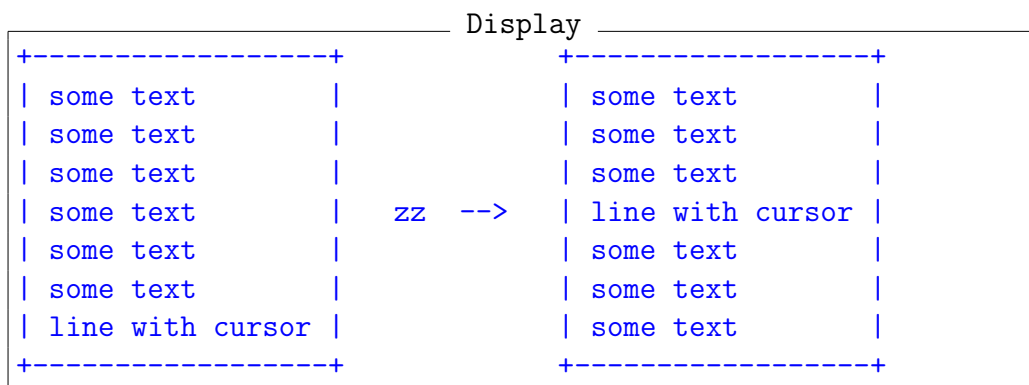 Display
+------------------+             +------------------+
| some text        |             | some text        |
| some text        |             | some text        |
| some text        |             | some text        |
| some text        |   zz  -->   | line with cursor |
| some text        |             | some text        |
| some text        |             | some text        |
| line with cursor |             | some text        |
+------------------+             +------------------+